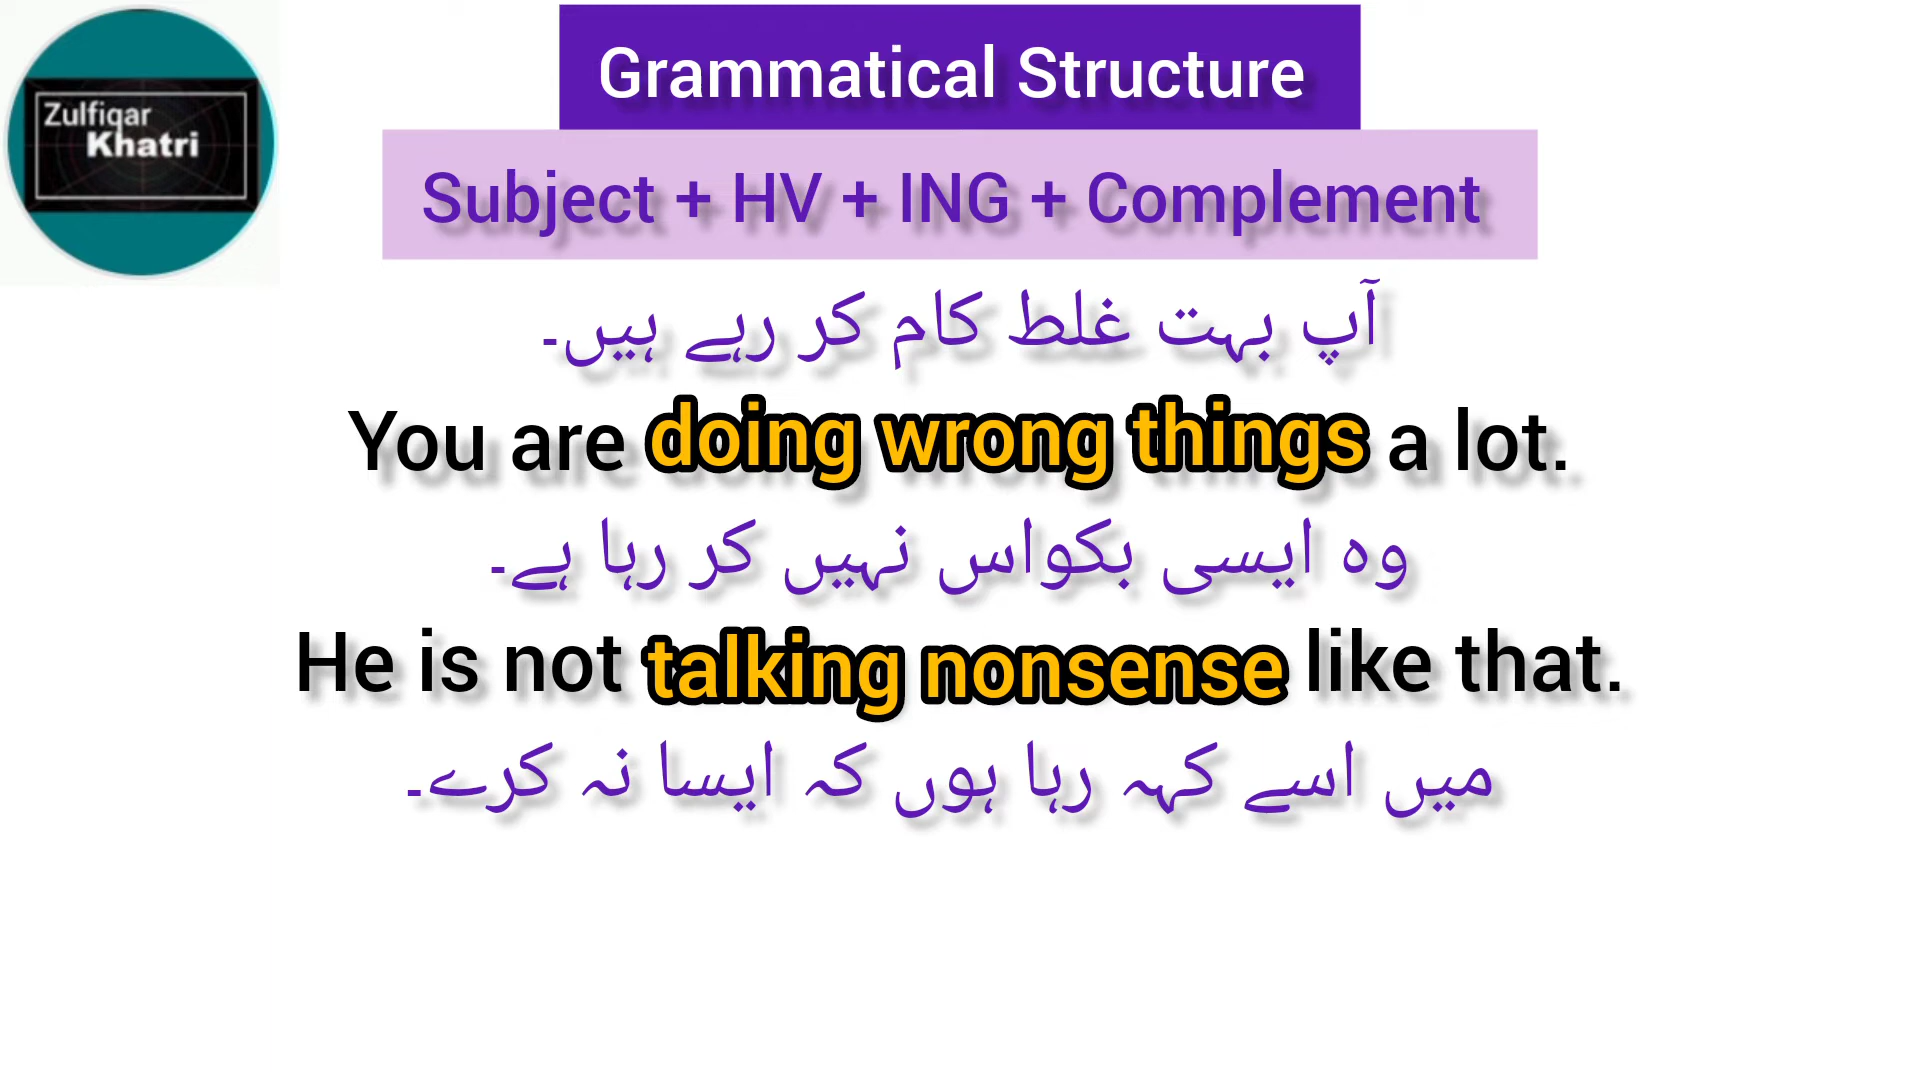 Zulfiqar
Khatri
Grammatical Structure
Subject + HV + ING + Complement
آپ بہت غلط کام کر رہے ہیں۔
You are doing wrong things a lot.
وہ ایسی بکواس نہیں کر رہا ہے۔
He is not talking nonsense like that.
میں اسے کہہ رہا ہوں کہ ایسا نہ کرے۔